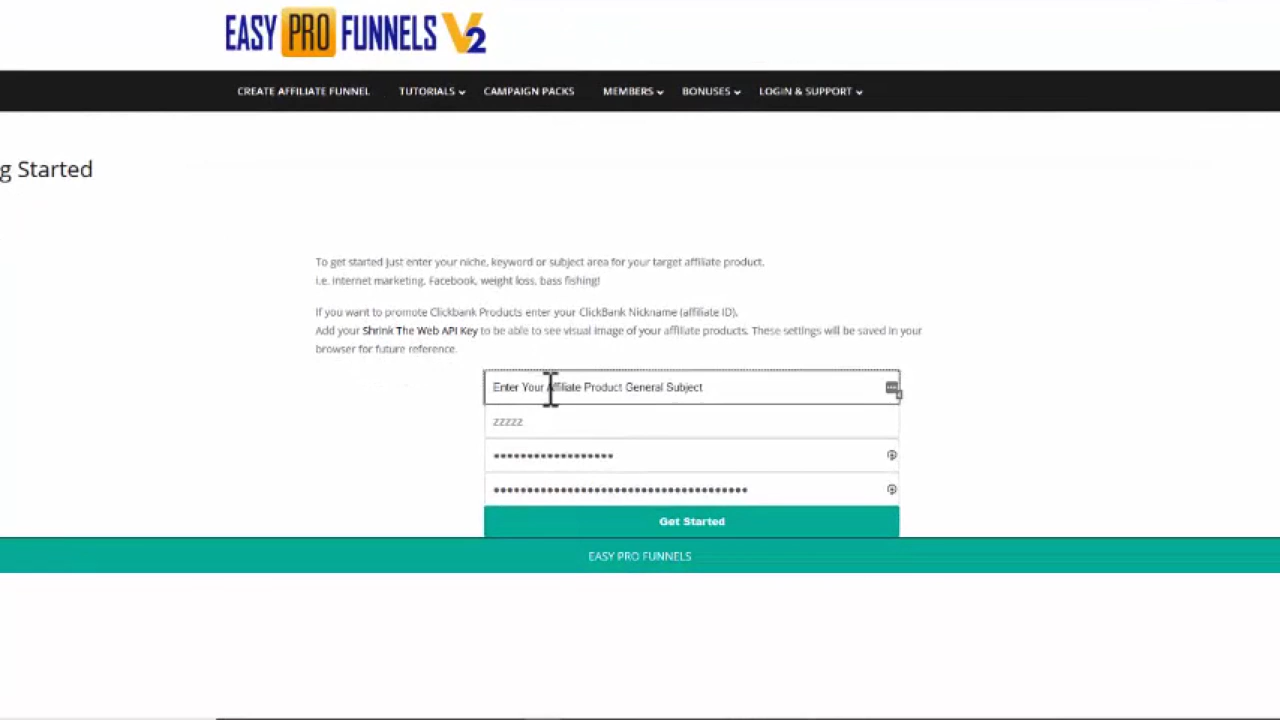 EASY PRO FUNNELS V2
CREATE AFFILIATE FUNNEL TUTORIALS CAMPAIGN PACKS MEMBERS BONUSES LOGIN & SUPPORT
g Started
To get started just enter your niche, keyword or subject area for your target affiliate product.
i.e. internet marketing, Facebook, weight loss, bass fishing!
If you want to promote Clickbank Products enter your ClickBank Nickname (affiliate ID).
Add your Shrink The Web API Key to be able to see visual image of your affiliate products. These settings will be saved in your
browser for future reference.
Enter Your Affiliate Product General Subject
zzzzz
Get Started
EASY PRO FUNNELS